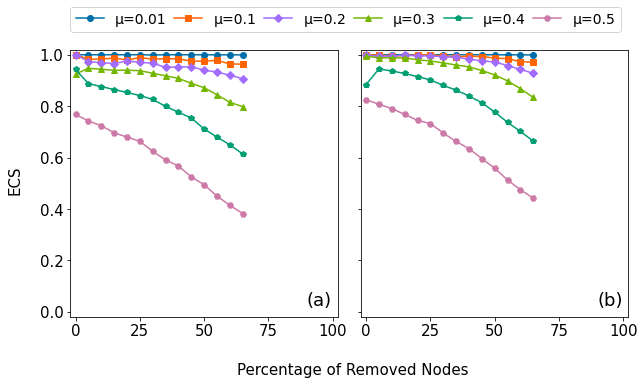 μ=0.01 μ=0.1 μ=0.2 μ=0.3 μ=0.4 μ=0.5
1.0
0.8
0.6
0.4
0.2
0.0
ECS
(a) (b)
0 25 50 75 100 0 25 50 75 100
Percentage of Removed Nodes